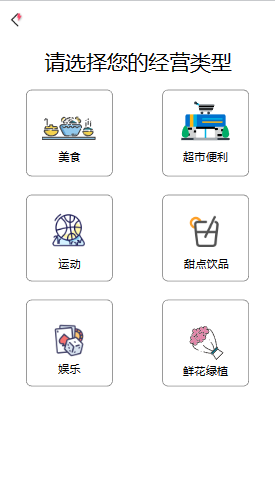 请选择您的经营类型
美食
超市便利
运动
甜点饮品
娱乐
鲜花绿植